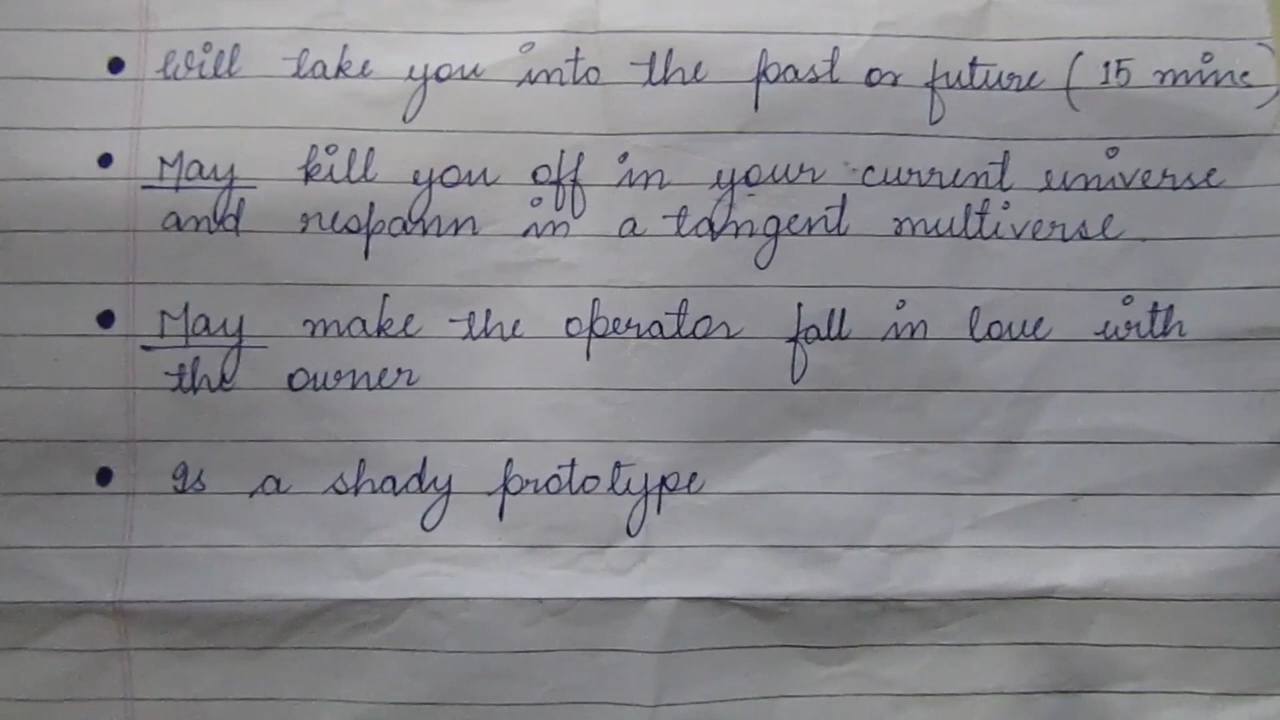 • Will take you into the past or future (15 mins)
• May kill you off in your current universe
and respawn in a tangent multiverse
• May make the operator fall in love with
the owner
• Is a shady prototype